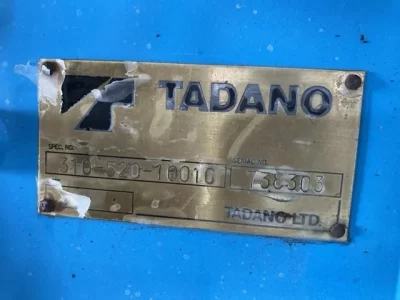 TADANO
SPEC. NO.
SERIAL NO.
310-520-10010
TADANO LTD.